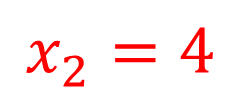 x₂ = 4